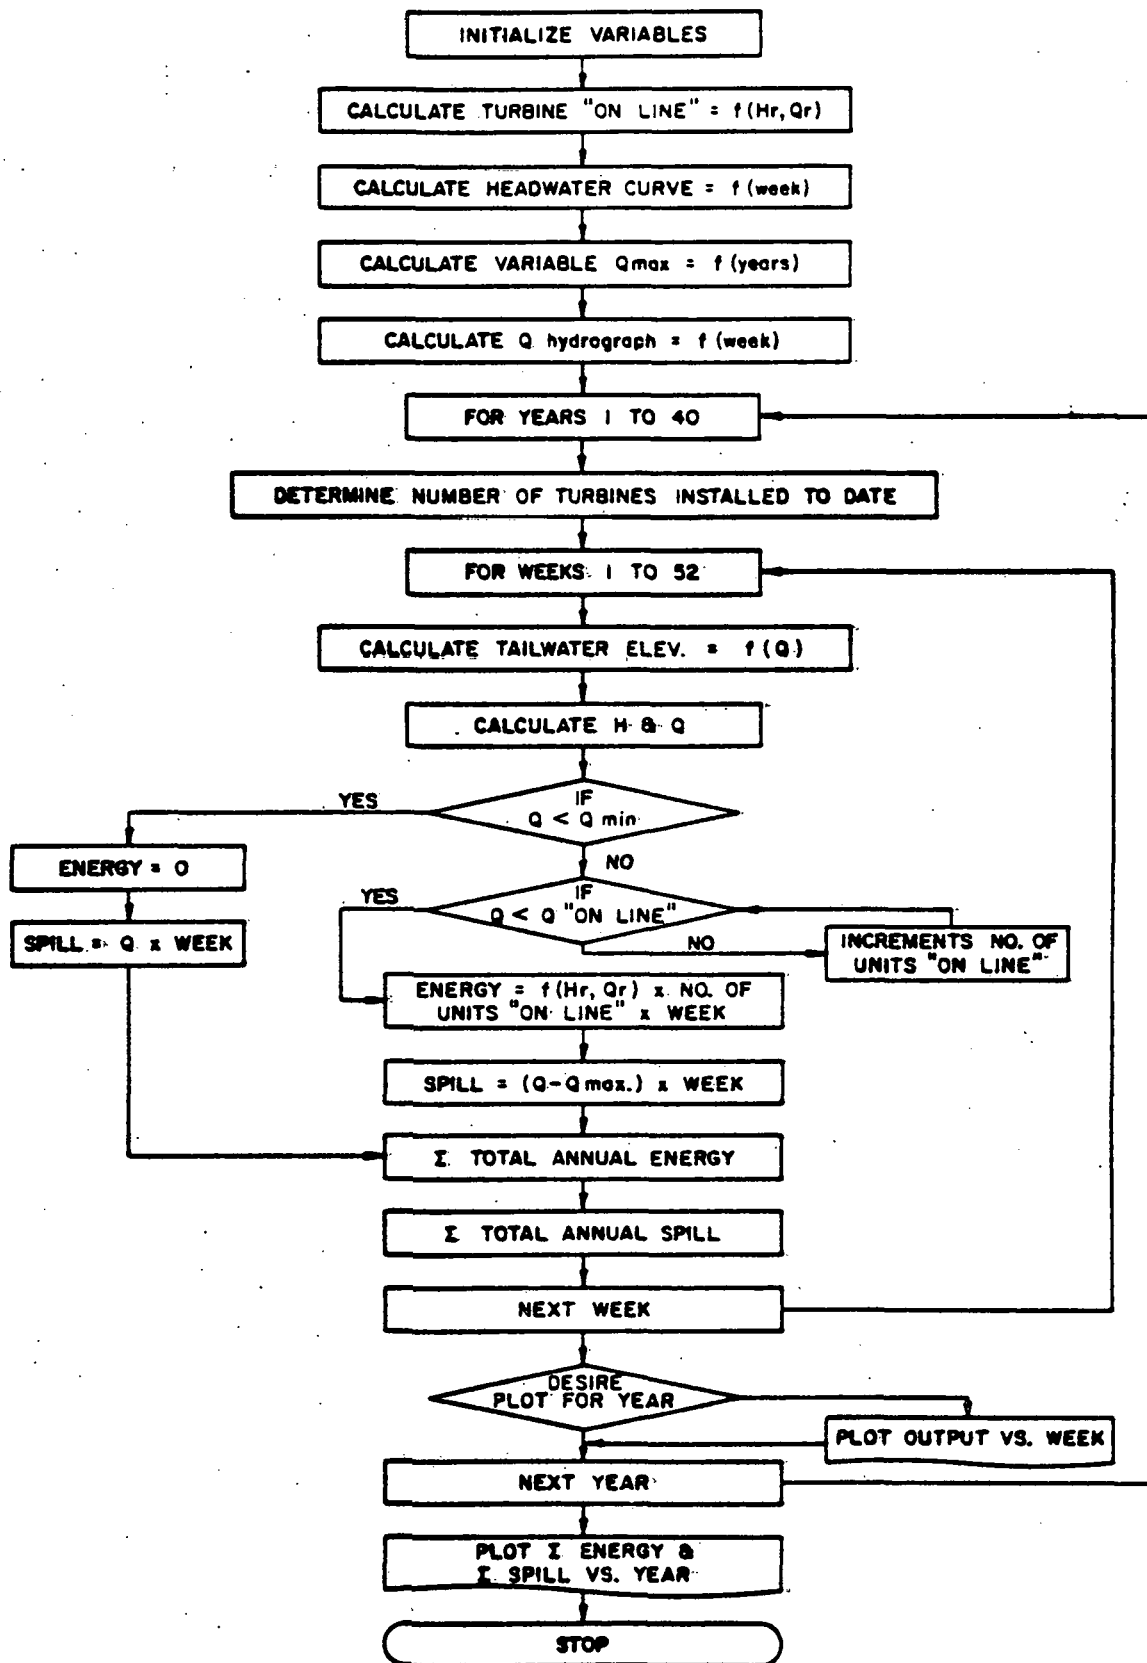 INITIALIZE VARIABLES
CALCULATE TURBINE "ON LINE" = f (Hr, Qr)
CALCULATE HEADWATER CURVE = f (week)
CALCULATE VARIABLE Qmax = f (years)
CALCULATE Q hydrograph = f (week)
FOR YEARS 1 TO 40
DETERMINE NUMBER OF TURBINES INSTALLED TO DATE
FOR WEEKS 1 TO 52
CALCULATE TAILWATER ELEV. = f (Q)
CALCULATE H & Q
IF
Q < Q min
YES
NO
ENERGY = 0
SPILL = Q x WEEK
IF
Q < Q "ON LINE"
YES
NO
INCREMENTS NO. OF
UNITS "ON LINE"
ENERGY = f (Hr, Qr) x NO. OF
UNITS "ON LINE" x WEEK
SPILL = (Q - Q max.) x WEEK
Σ TOTAL ANNUAL ENERGY
Σ TOTAL ANNUAL SPILL
NEXT WEEK
DESIRE
PLOT FOR YEAR
PLOT OUTPUT VS. WEEK
NEXT YEAR
PLOT Σ ENERGY &
Σ SPILL VS. YEAR
STOP